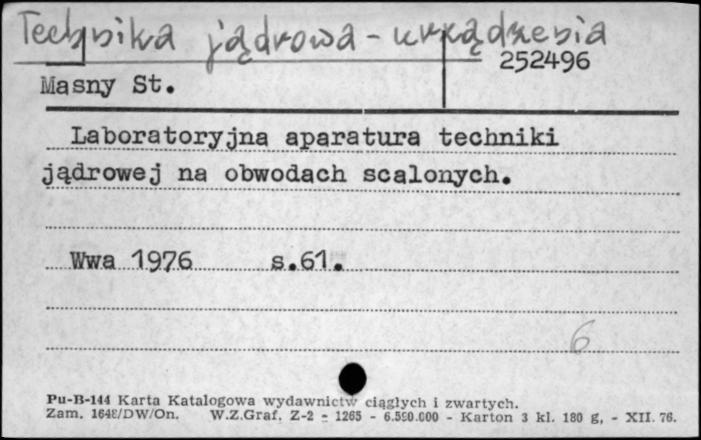 Technika jądrowa - urządzenia
252496
Masny St.
Laboratoryjna aparatura techniki
jądrowej na obwodach scalonych.
Wwa 1976 s.61.
6
Pu-B-144 Karta Katalogowa wydawnictw ciągłych i zwartych.
Zam. 1648/DW/On. W.Z.Graf. Z-2 - 1265 - 6.550.000 - Karton 3 kl. 180 g, - XII. 76.